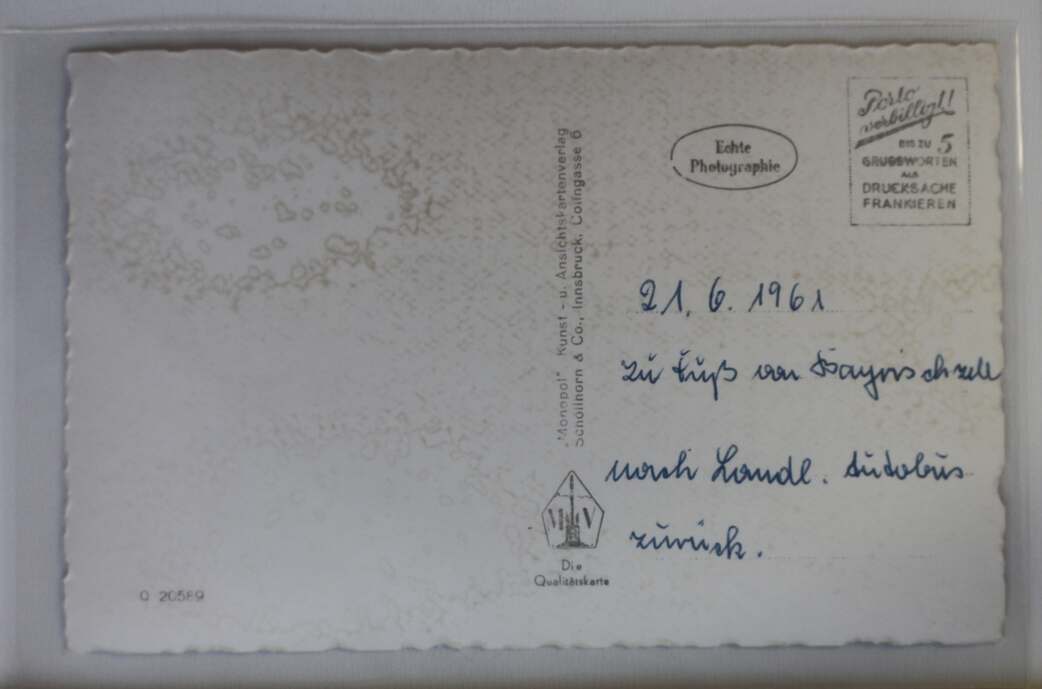 Echte
Photographie
Porto
verbilligt!
BIS ZU 5
GRUSSWORTEN
ALS
DRUCKSACHE
FRANKIEREN
"Monopol" Kunst- u. Ansichtskartenverlag
Schöllhorn & Co., Innsbruck, Colingasse 6
21. 6. 1961
zu Fuß von Bayrischzell
nach Landl. Autobus
zurück.
M V
Die
Qualitätskarte
Q 20589